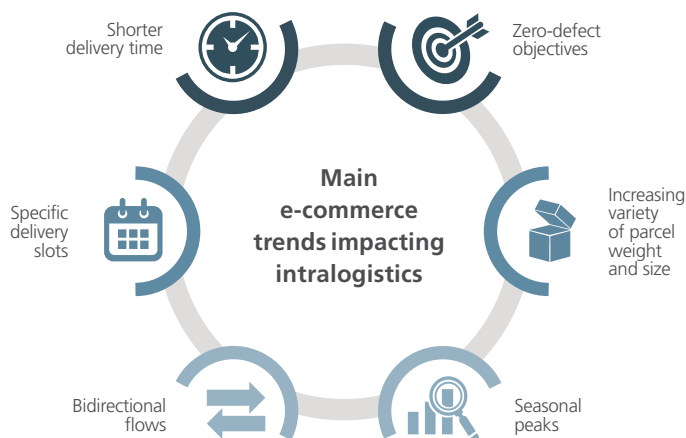 Shorter
delivery time
Zero-defect
objectives
Specific
delivery
slots
Main
e-commerce
trends impacting
intralogistics
Increasing
variety
of parcel
weight
and size
Bidirectional
flows
Seasonal
peaks